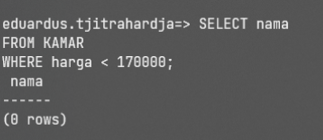 eduardus.tjitrahardja=> SELECT nama
FROM KAMAR
WHERE harga < 170000;
 nama
------
(0 rows)